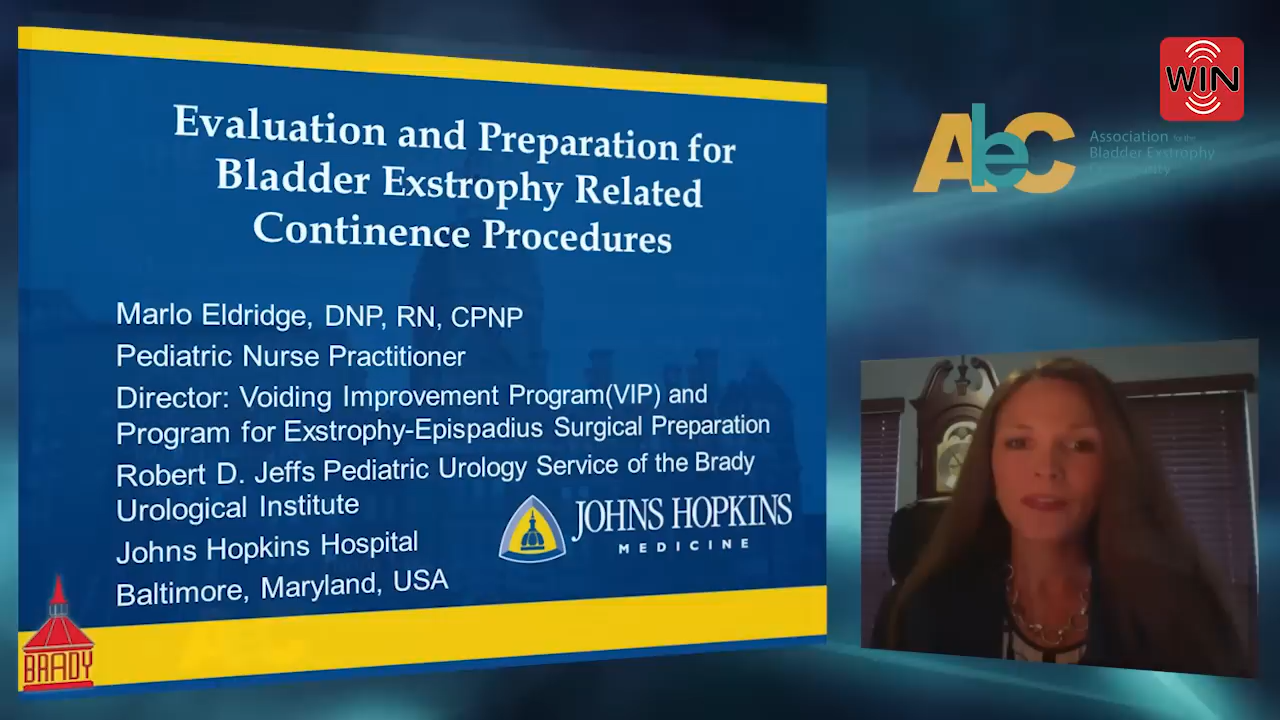 Evaluation and Preparation for
Bladder Exstrophy Related
Continence Procedures
Marlo Eldridge, DNP, RN, CPNP
Pediatric Nurse Practitioner
Director: Voiding Improvement Program(VIP) and
Program for Exstrophy-Epispadius Surgical Preparation
Robert D. Jeffs Pediatric Urology Service of the Brady
Urological Institute
Johns Hopkins Hospital
Baltimore, Maryland, USA
JOHNS HOPKINS
MEDICINE
BRADY
WIN
AbeC
Association for the
Bladder Exstrophy